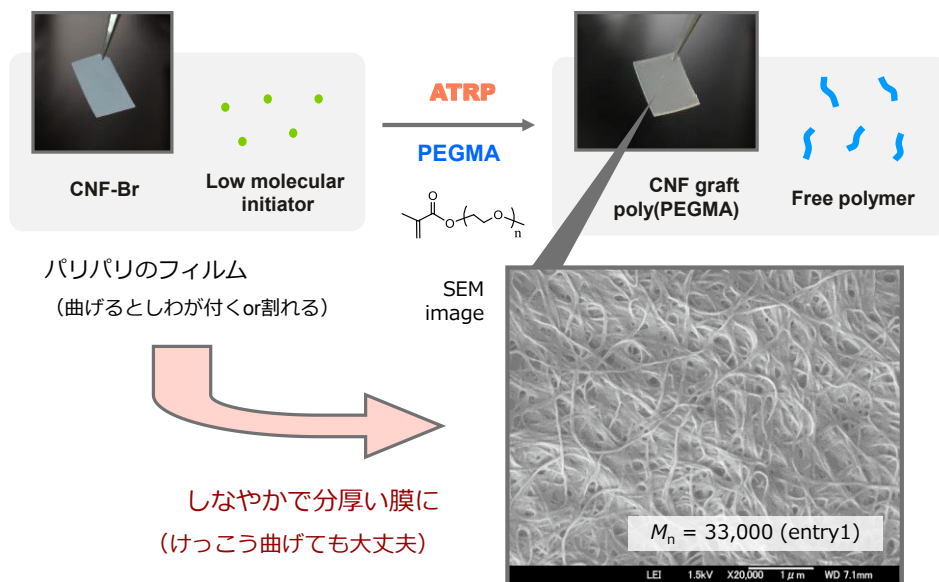 ATRP
PEGMA
CNF-Br
Low molecular
initiator
O
O
O
n
CNF graft
poly(PEGMA)
Free polymer
パリパリのフィルム
（曲げるとしわが付くor割れる）
SEM
image
しなやかで分厚い膜に
（けっこう曲げても大丈夫）
Mn = 33,000 (entry1)
LEI 1.5kV X20,000 1μm WD 7.1mm